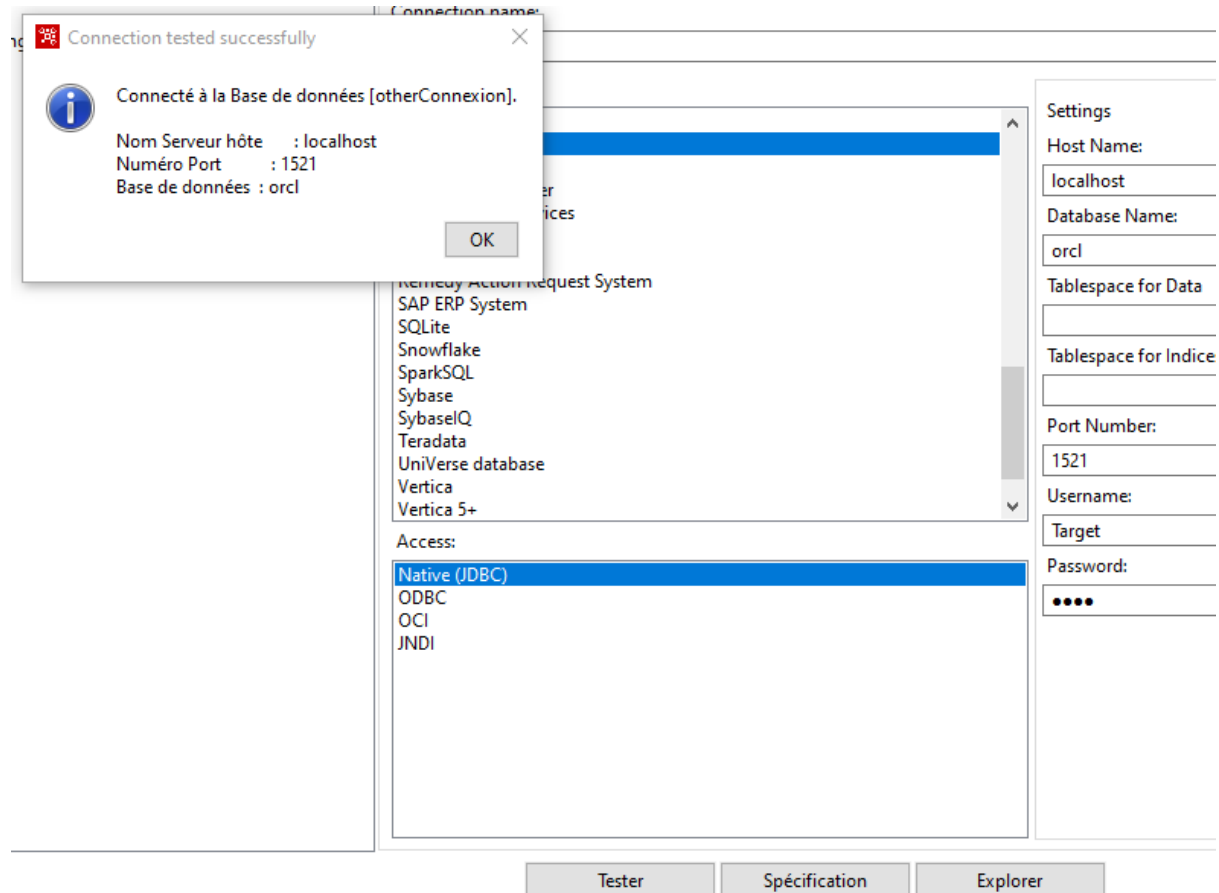 Connection name:
Connection tested successfully
Connecté à la Base de données [otherConnexion].
Nom Serveur hôte : localhost
Numéro Port : 1521
Base de données : orcl
OK
Remedy Action Request System
SAP ERP System
SQLite
Snowflake
SparkSQL
Sybase
SybaseIQ
Teradata
UniVerse database
Vertica
Vertica 5+
Access:
Native (JDBC)
ODBC
OCI
JNDI
Settings
Host Name:
localhost
Database Name:
orcl
Tablespace for Data
Tablespace for Indice
Port Number:
1521
Username:
Target
Password:
••••
Tester
Spécification
Explorer